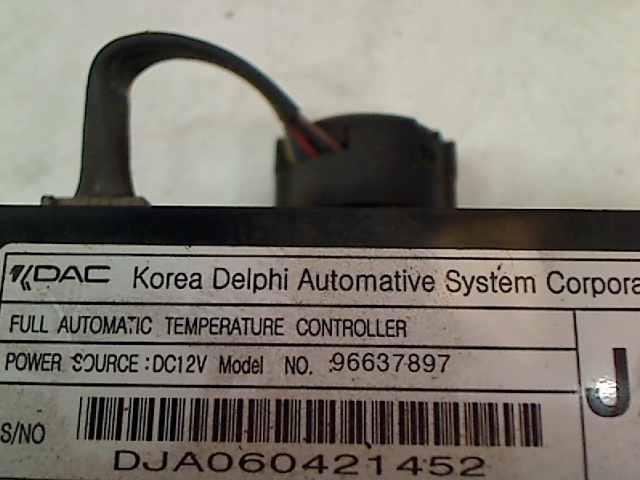 KDAC Korea Delphi Automative System Corpora
FULL AUTOMATIC TEMPERATURE CONTROLLER
POWER SOURCE : DC12V Model NO. : 96637897
J
S/NO
DJA060421452